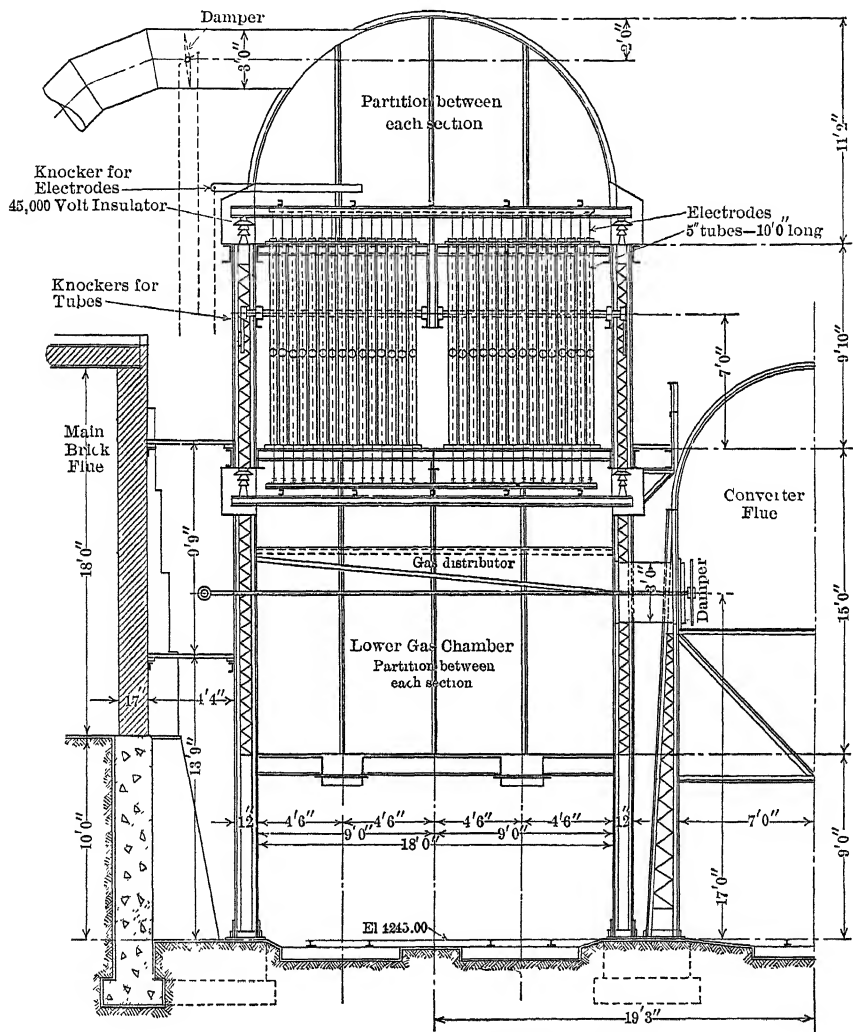 Damper
3'0"
2'0"
Partition between
each section
11'2"
Knocker for
Electrodes
45,000 Volt Insulator
Electrodes
5" tubes—10'0" long
Knockers for
Tubes
9'10"
7'0"
Main
Brick
Flue
Converter
Flue
18'0"
9'9"
Gas distributor
3'0"
Damper
15'0"
Lower Gas Chamber
Partition between
each section
17"
4'4"
13'9"
10'0"
12"
4'6"
4'6"
4'6"
4'6"
12"
7'0"
9'0"
9'0"
18'0"
17'0"
9'0"
El 4245.00
19'3"